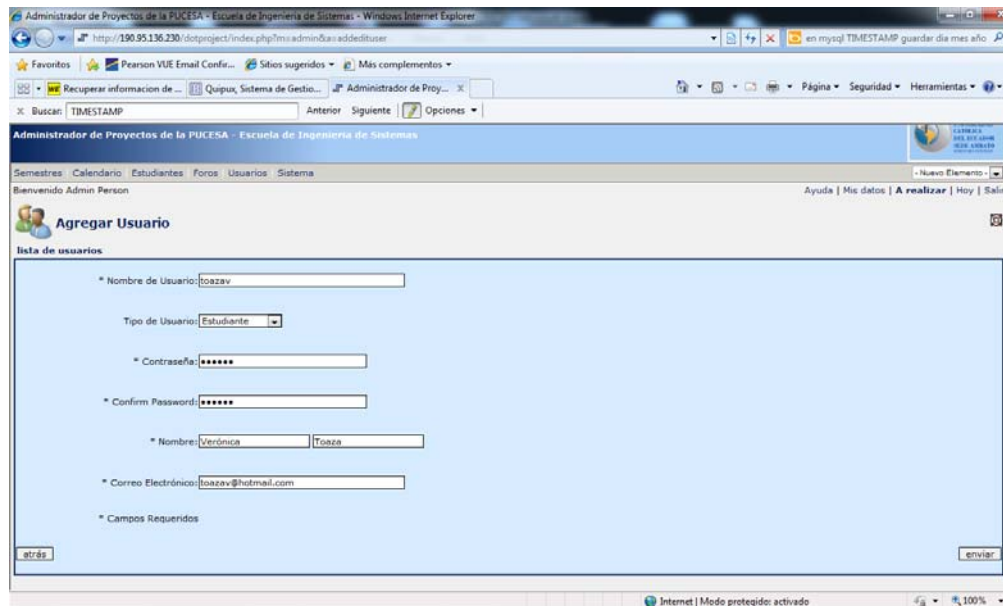 Administrador de Proyectos de la PUCESA - Escuela de Ingenieria de Sistemas - Windows Internet Explorer
http://190.95.136.230/dotproject/index.php?m=admin&a=addedituser
en mysql TIMESTAMP guardar dia mes año
Favoritos Pearson VUE Email Confir... Sitios sugeridos Más complementos
Recuperar informacion de ... Quipux, Sistema de Gestio... Administrador de Proy... X
Página Seguridad Herramientas
X Buscar: TIMESTAMP Anterior Siguiente Opciones
Administrador de Proyectos de la PUCESA - Escuela de Ingenieria de Sistemas
CATOLICA
DEL ECUADOR
SEDE AMBATO
Semestres Calendario Estudiantes Foros Usuarios Sistema - Nuevo Elemento -
Bienvenido Admin Person Ayuda | Mis datos | A realizar | Hoy | Sali
Agregar Usuario
lista de usuarios
* Nombre de Usuario: toazav
Tipo de Usuario: Estudiante
* Contraseña: ••••••
* Confirm Password: ••••••
* Nombre: Verónica Toaza
* Correo Electrónico: toazav@hotmail.com
* Campos Requeridos
atrás enviar
Internet | Modo protegido: activado 100%